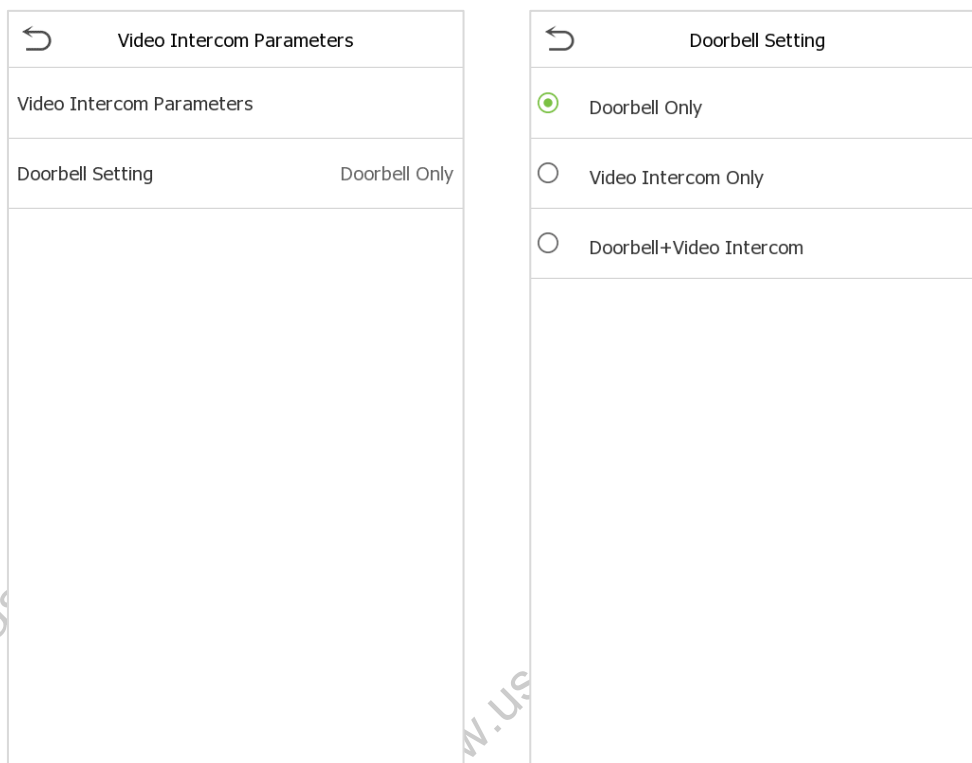 Video Intercom Parameters
Video Intercom Parameters
Doorbell Setting Doorbell Only
Doorbell Setting
Doorbell Only
Video Intercom Only
Doorbell+Video Intercom